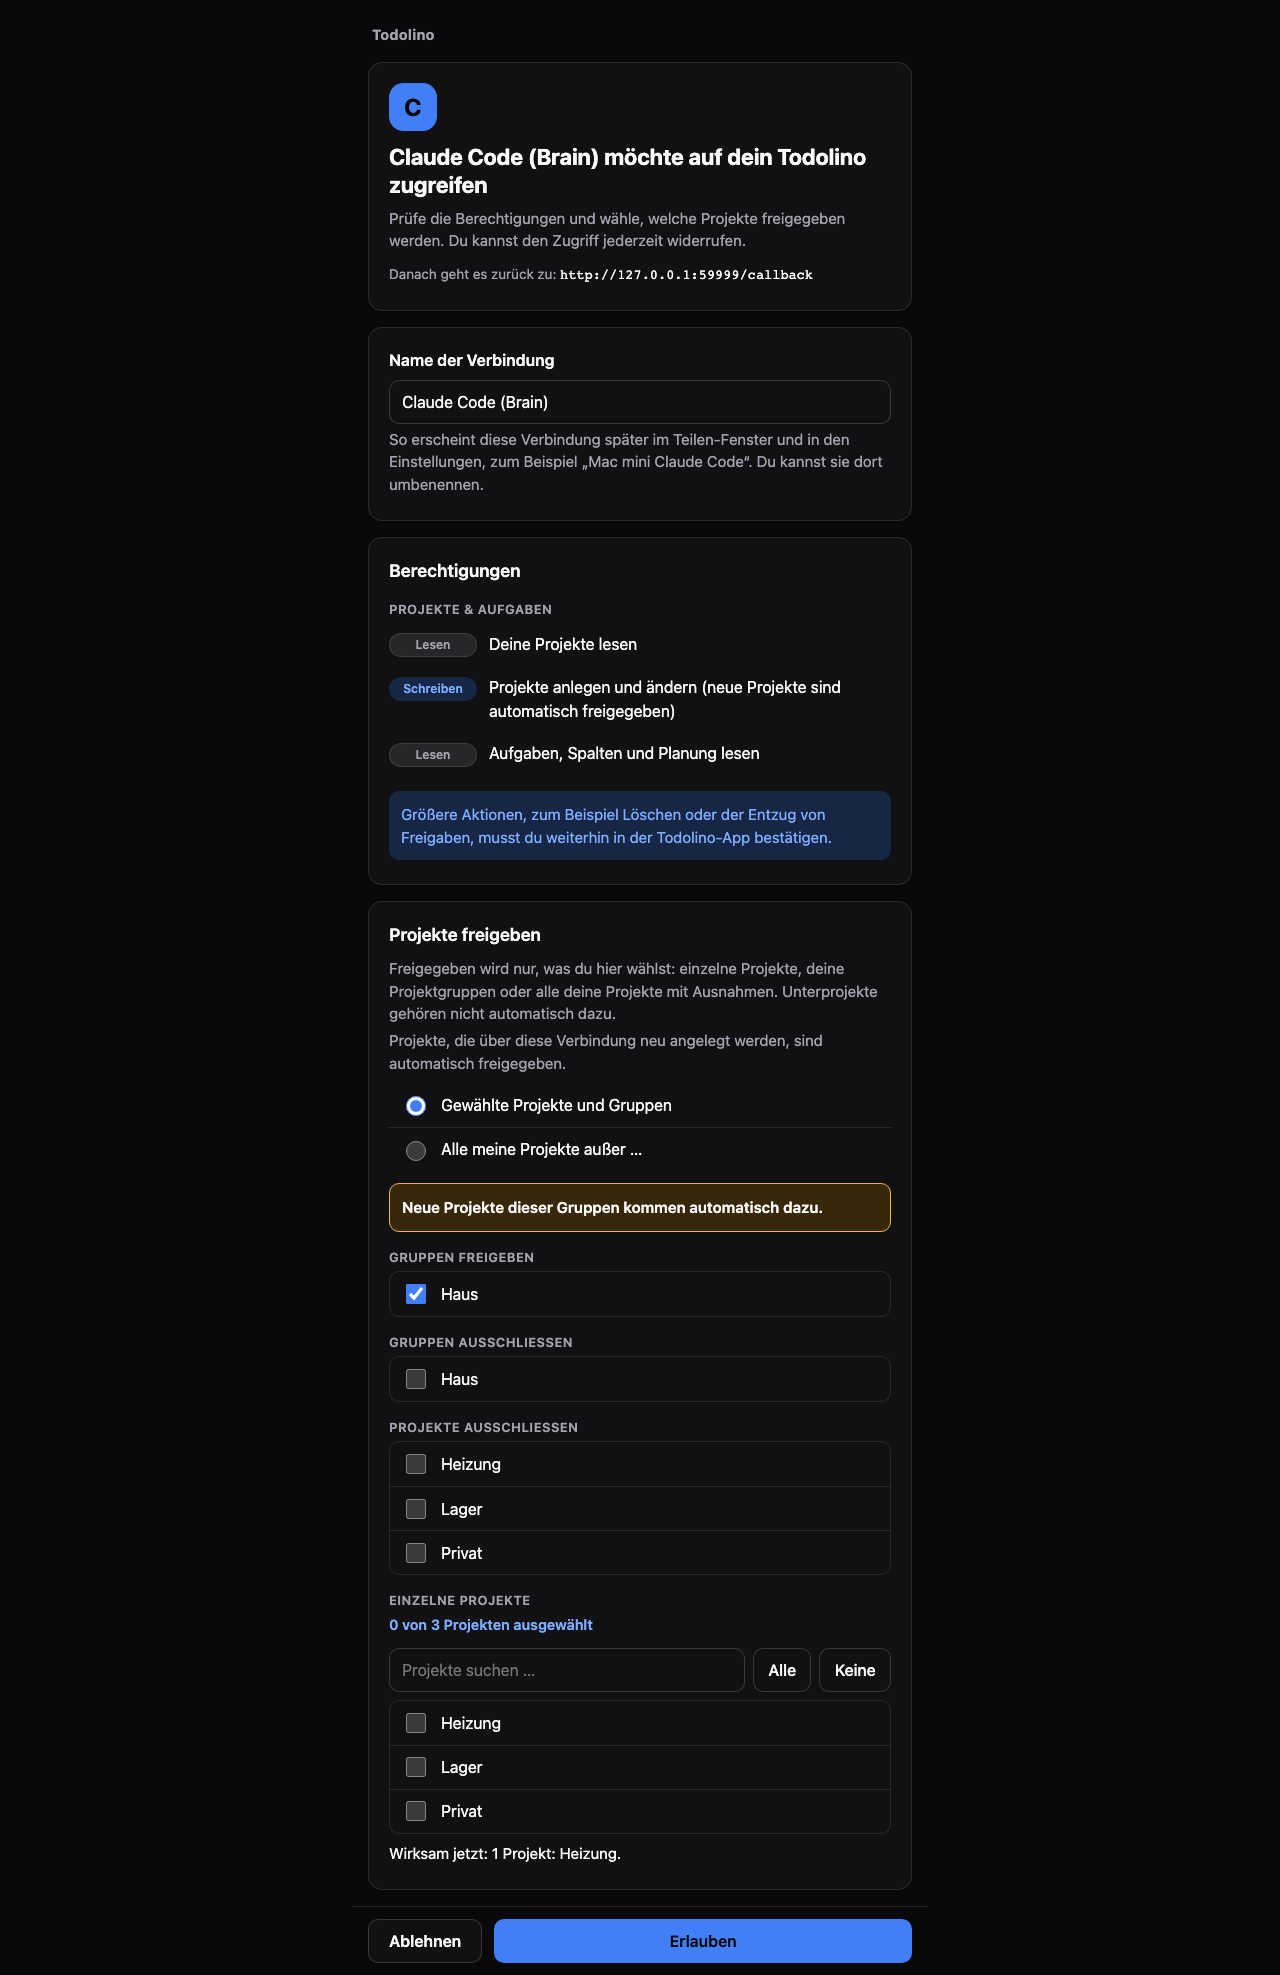 Todolino
C
Claude Code (Brain) möchte auf dein Todolino
zugreifen
Prüfe die Berechtigungen und wähle, welche Projekte freigegeben
werden. Du kannst den Zugriff jederzeit widerrufen.
Danach geht es zurück zu: http://127.0.0.1:59999/callback
Name der Verbindung
Claude Code (Brain)
So erscheint diese Verbindung später im Teilen-Fenster und in den
Einstellungen, zum Beispiel „Mac mini Claude Code“. Du kannst sie dort
umbenennen.
Berechtigungen
PROJEKTE & AUFGABEN
Lesen Deine Projekte lesen
Schreiben Projekte anlegen und ändern (neue Projekte sind
automatisch freigegeben)
Lesen Aufgaben, Spalten und Planung lesen
Größere Aktionen, zum Beispiel Löschen oder der Entzug von
Freigaben, musst du weiterhin in der Todolino-App bestätigen.
Projekte freigeben
Freigegeben wird nur, was du hier wählst: einzelne Projekte, deine
Projektgruppen oder alle deine Projekte mit Ausnahmen. Unterprojekte
gehören nicht automatisch dazu.
Projekte, die über diese Verbindung neu angelegt werden, sind
automatisch freigegeben.
Gewählte Projekte und Gruppen
Alle meine Projekte außer …
Neue Projekte dieser Gruppen kommen automatisch dazu.
GRUPPEN FREIGEBEN
Haus
GRUPPEN AUSSCHLIESSEN
Haus
PROJEKTE AUSSCHLIESSEN
Heizung
Lager
Privat
EINZELNE PROJEKTE
0 von 3 Projekten ausgewählt
Projekte suchen … Alle Keine
Heizung
Lager
Privat
Wirksam jetzt: 1 Projekt: Heizung.
Ablehnen Erlauben